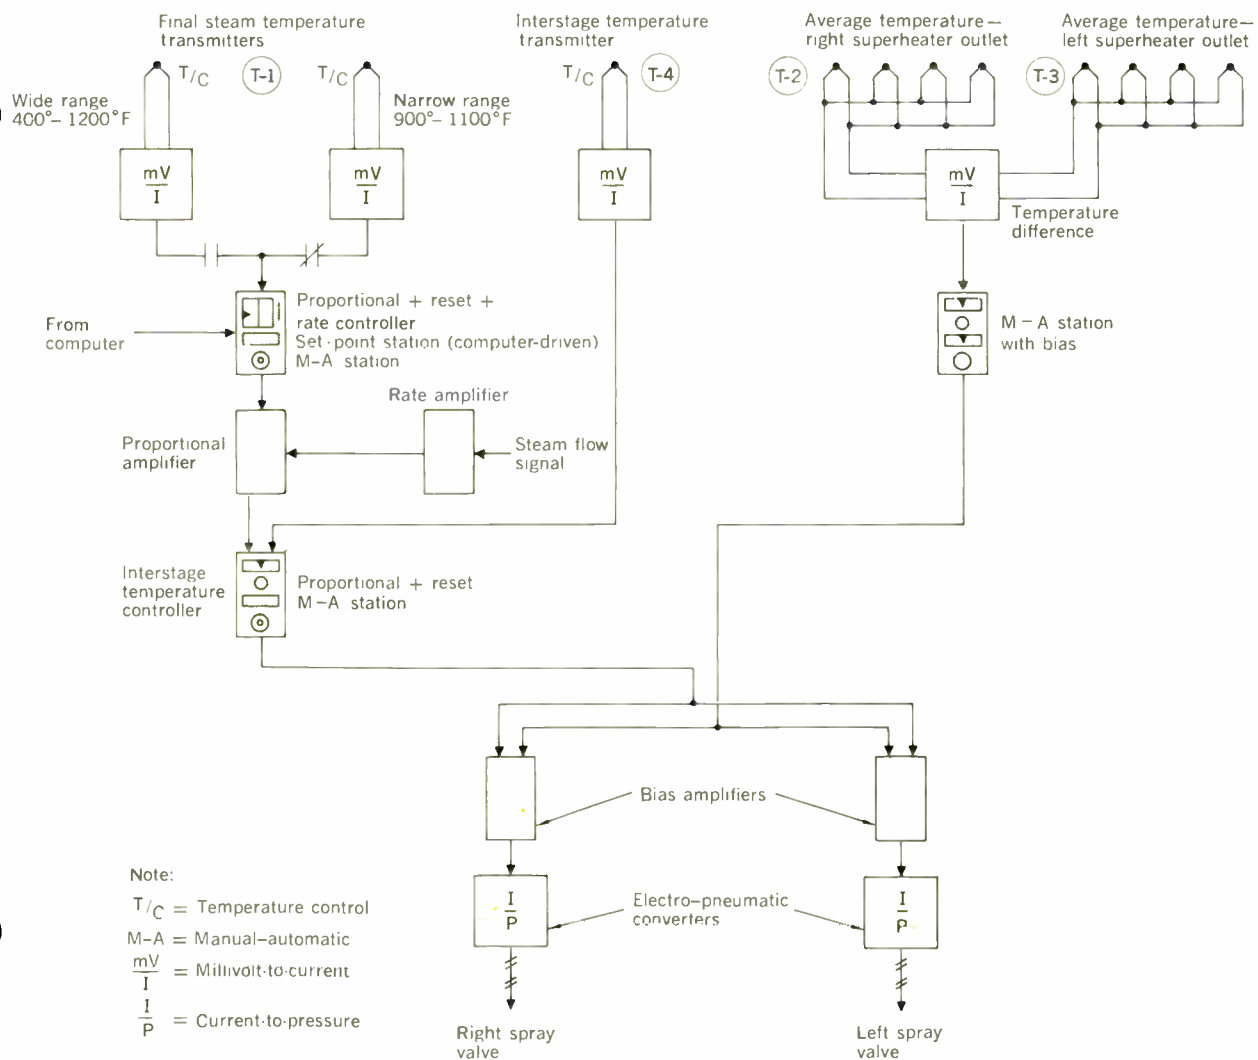 Final steam temperature
transmitters
Interstage temperature
transmitter
Average temperature—
right superheater outlet
Average temperature—
left superheater outlet
T/C
T-1
T/C
T/C
T-4
T-2
T-3
Wide range
400°–1200°F
Narrow range
900°–1100°F
mV
I
mV
I
mV
I
mV
I
Temperature
difference
From
computer
Proportional + reset +
rate controller
Set-point station (computer-driven)
M-A station
M-A station
with bias
Rate amplifier
Proportional
amplifier
Steam flow
signal
Interstage
temperature
controller
Proportional + reset
M-A station
Bias amplifiers
Note:
T/C = Temperature control
M-A = Manual-automatic
mV
I = Millivolt-to-current
I
P = Current-to-pressure
I
P
Electro-pneumatic
converters
I
P
Right spray
valve
Left spray
valve